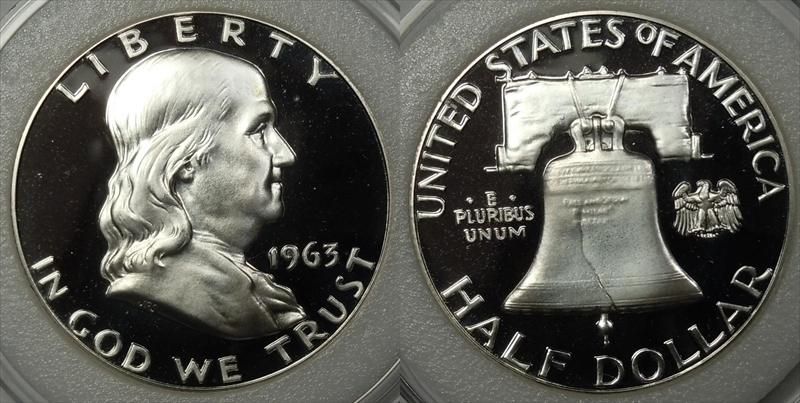 LIBERTY
1963
IN GOD WE TRUST
UNITED STATES OF AMERICA
· E ·
PLURIBUS
UNUM
HALF DOLLAR